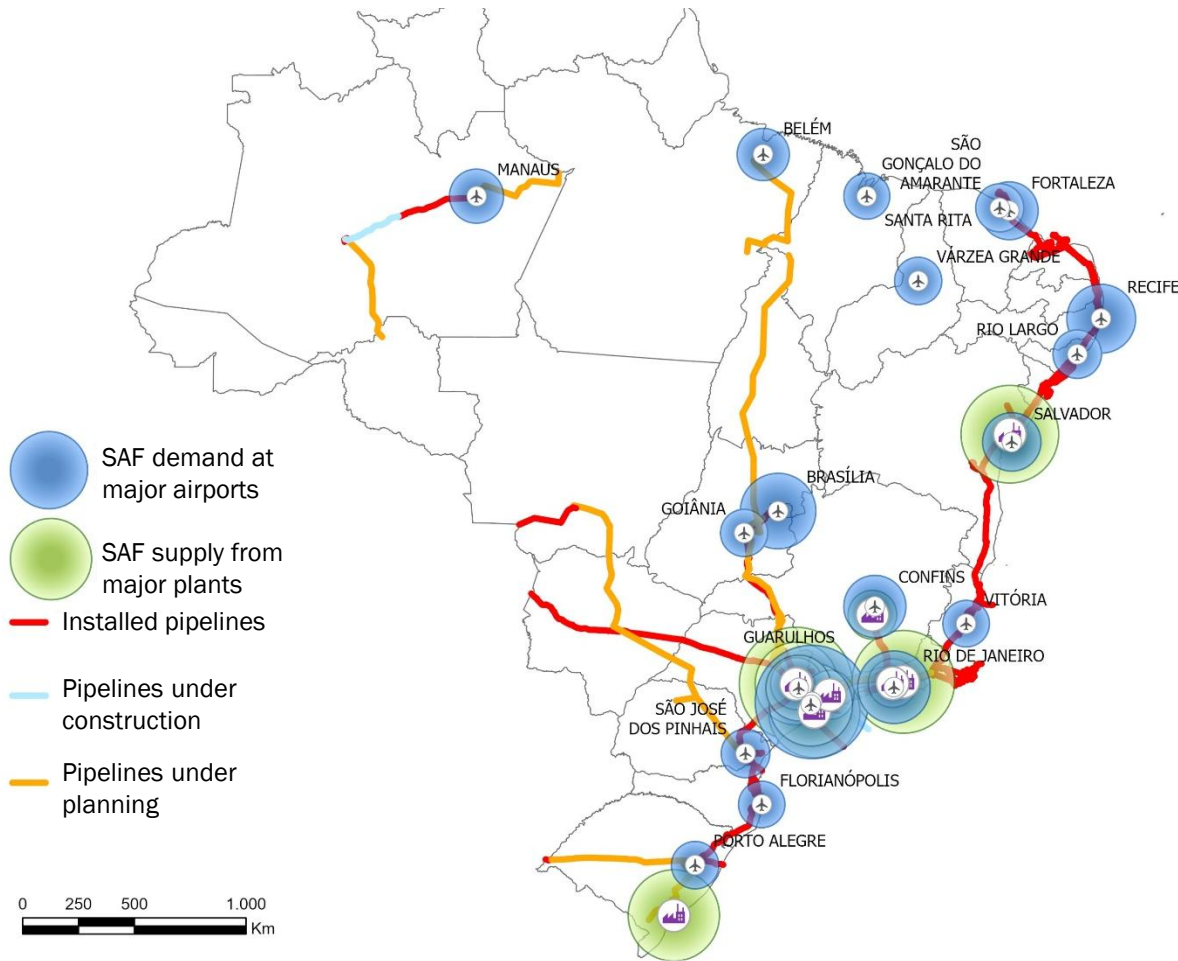 BELÉM
SÃO
GONÇALO DO
AMARANTE
FORTALEZA
MANAUS
SANTA RITA
VÁRZEA GRANDE
RECIFE
RIO LARGO
SALVADOR
BRASÍLIA
GOIÂNIA
CONFINS
VITÓRIA
GUARULHOS
RIO DE JANEIRO
SÃO JOSÉ
DOS PINHAIS
FLORIANÓPOLIS
PORTO ALEGRE
SAF demand at
major airports
SAF supply from
major plants
Installed pipelines
Pipelines under
construction
Pipelines under
planning
0 250 500 1.000
Km